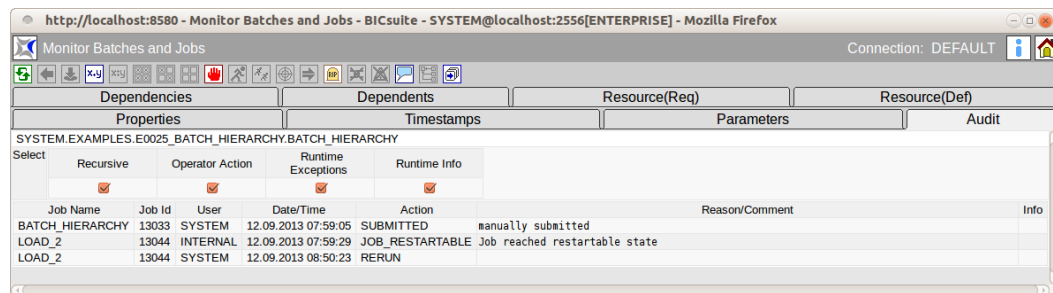 http://localhost:8580 - Monitor Batches and Jobs - BICsuite - SYSTEM@localhost:2556[ENTERPRISE] - Mozilla Firefox
Monitor Batches and Jobs Connection: DEFAULT
x,y x:y RIP
Dependencies Dependents Resource(Req) Resource(Def)
Properties Timestamps Parameters Audit
SYSTEM.EXAMPLES.E0025_BATCH_HIERARCHY.BATCH_HIERARCHY
Select Recursive Operator Action Runtime Exceptions Runtime Info
Job Name Job Id User Date/Time Action Reason/Comment Info
BATCH_HIERARCHY 13033 SYSTEM 12.09.2013 07:59:05 SUBMITTED manually submitted
LOAD_2 13044 INTERNAL 12.09.2013 07:59:29 JOB_RESTARTABLE Job reached restartable state
LOAD_2 13044 SYSTEM 12.09.2013 08:50:23 RERUN